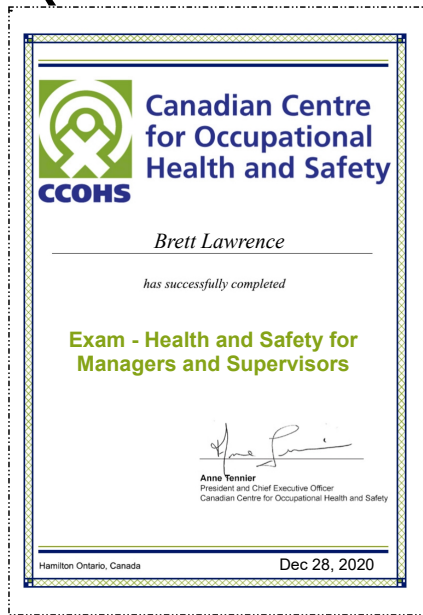 Canadian Centre
for Occupational
Health and Safety
CCOHS
Brett Lawrence
has successfully completed
Exam - Health and Safety for
Managers and Supervisors
Anne Tennier
Anne Tennier
President and Chief Executive Officer
Canadian Centre for Occupational Health and Safety
Hamilton Ontario, Canada
Dec 28, 2020